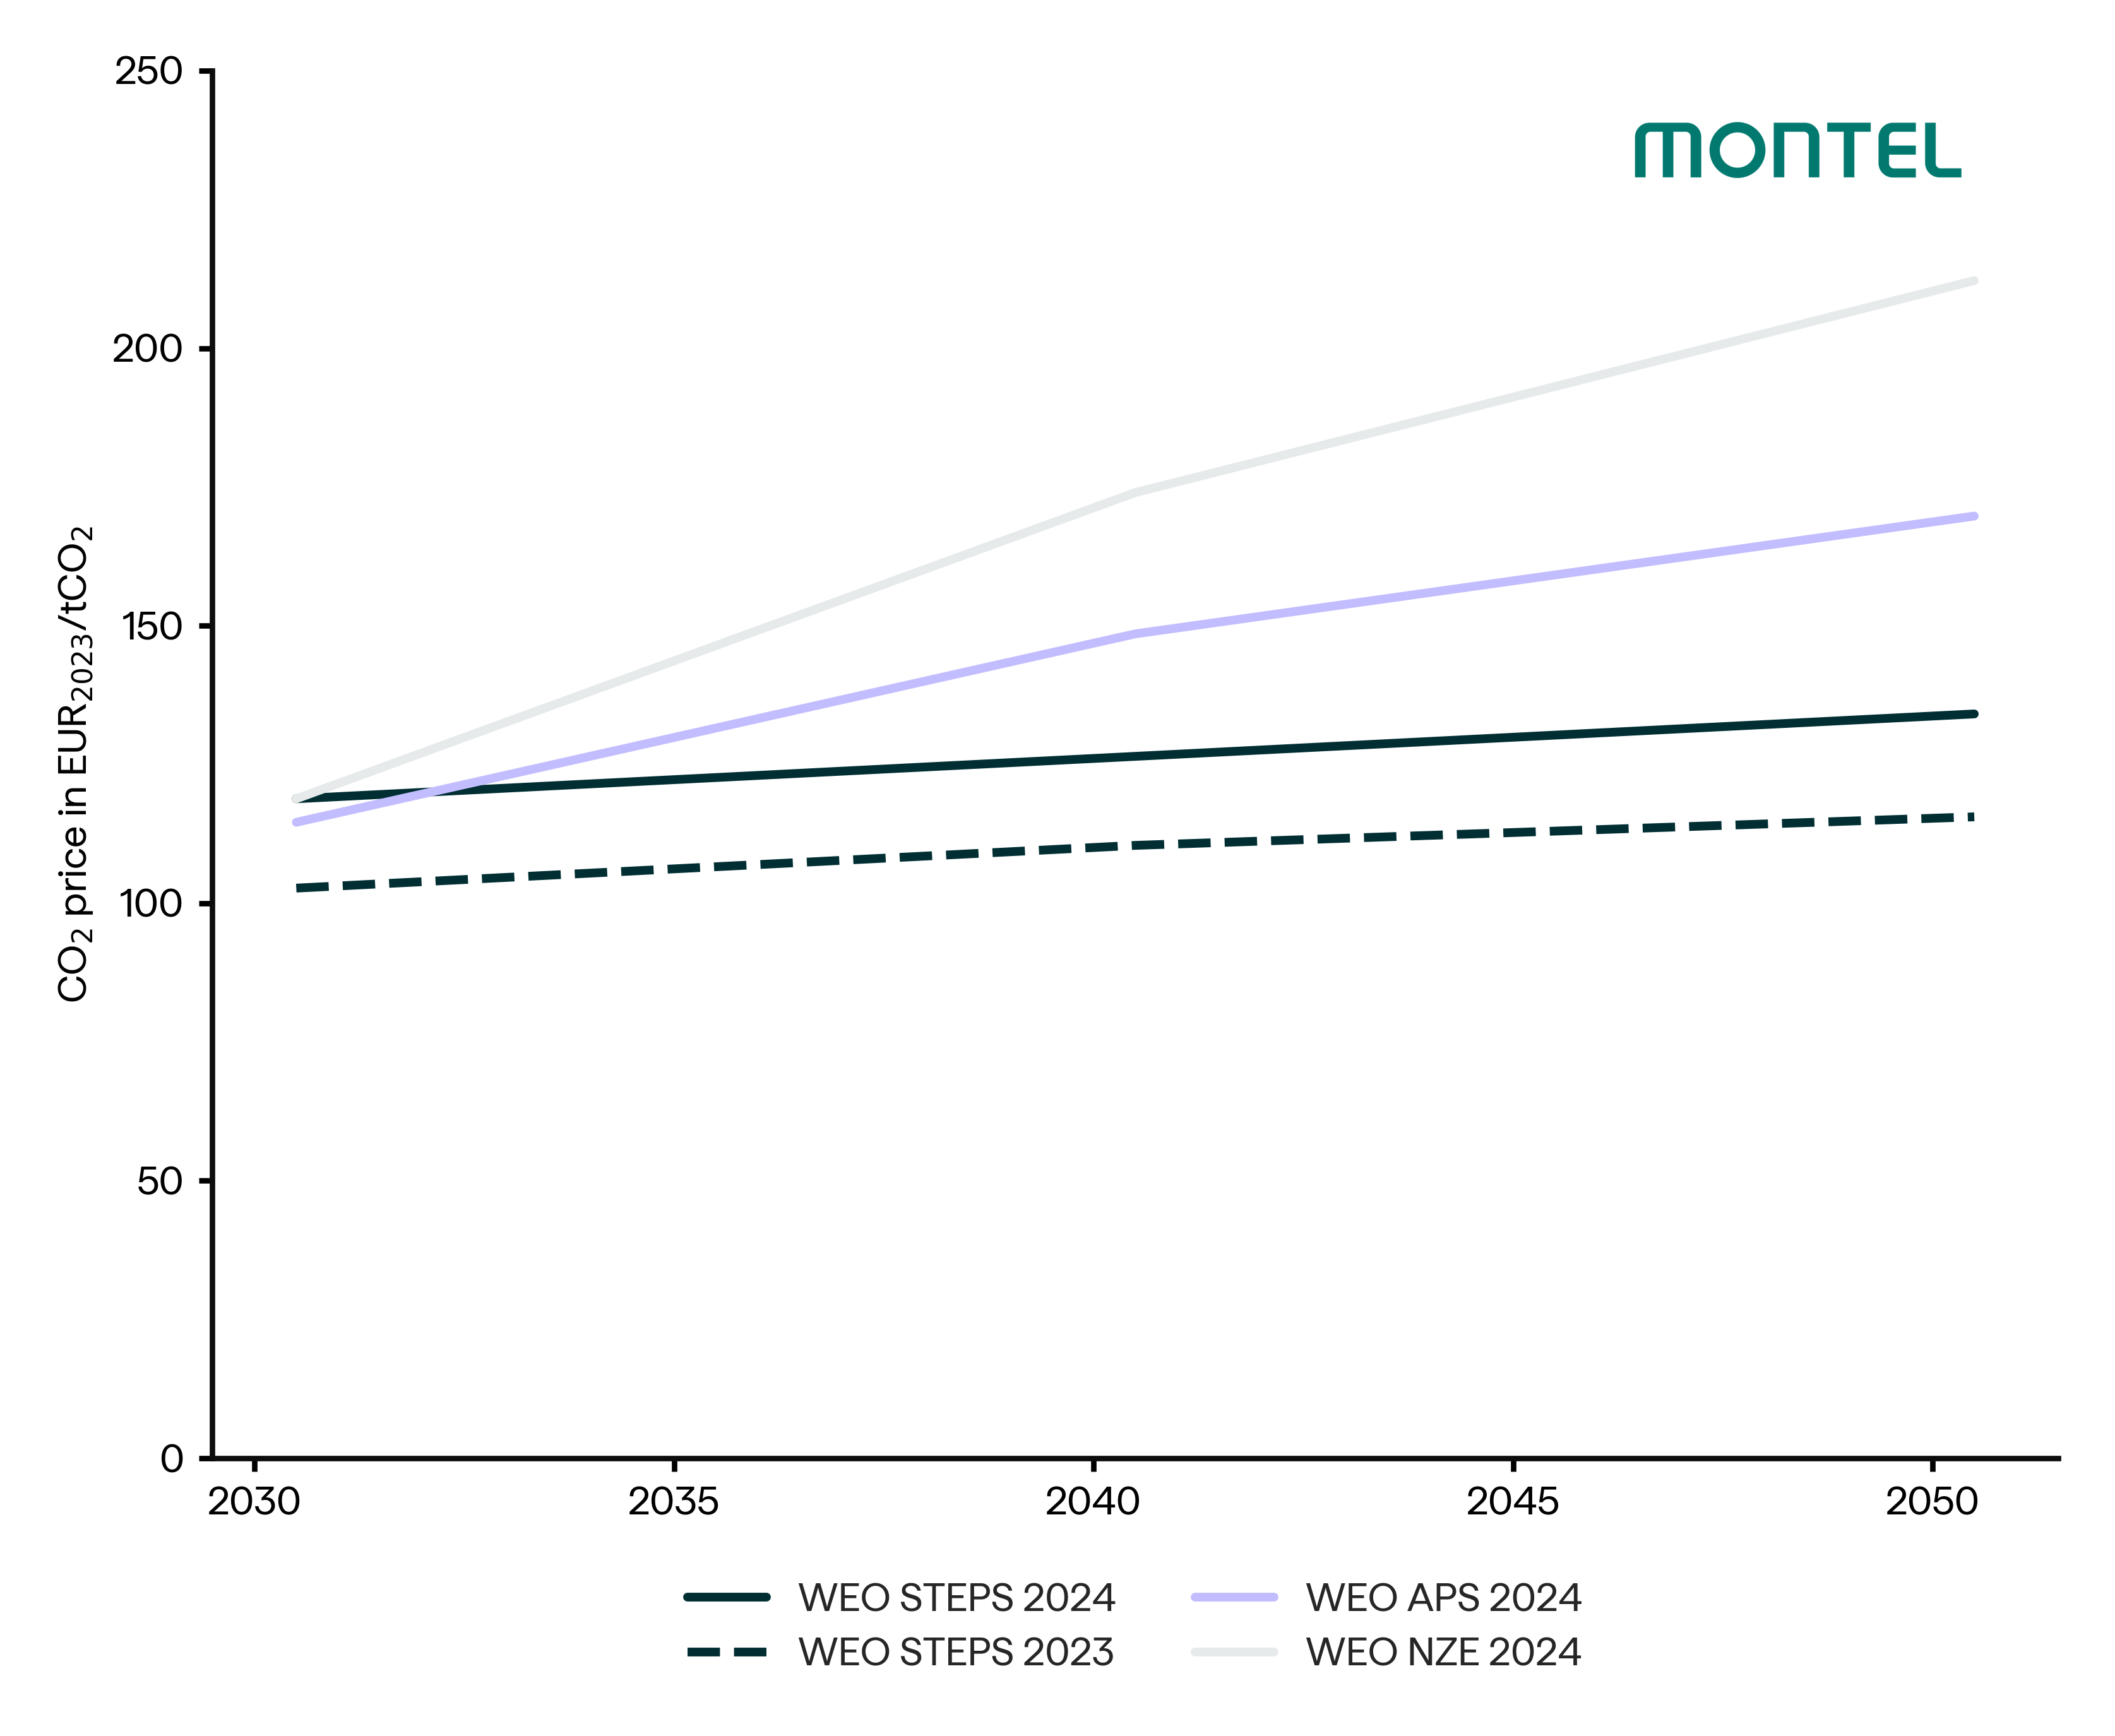 MONTEL
CO₂ price in EUR₂₀₂₃/tCO₂
250
200
150
100
50
0
2030 2035 2040 2045 2050
WEO STEPS 2024 WEO APS 2024
WEO STEPS 2023 WEO NZE 2024